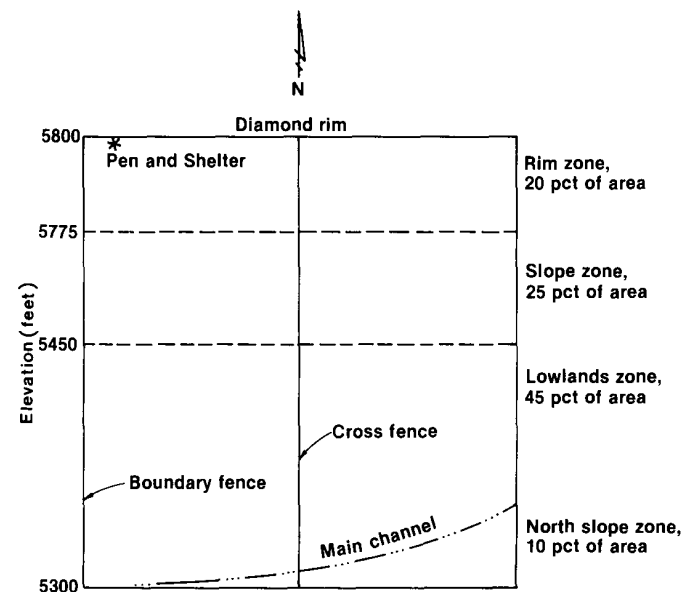 N
Diamond rim
5800
Pen and Shelter
Rim zone,
20 pct of area
5775
Slope zone,
25 pct of area
Elevation (feet)
5450
Lowlands zone,
45 pct of area
Cross fence
Boundary fence
Main channel
North slope zone,
10 pct of area
5300